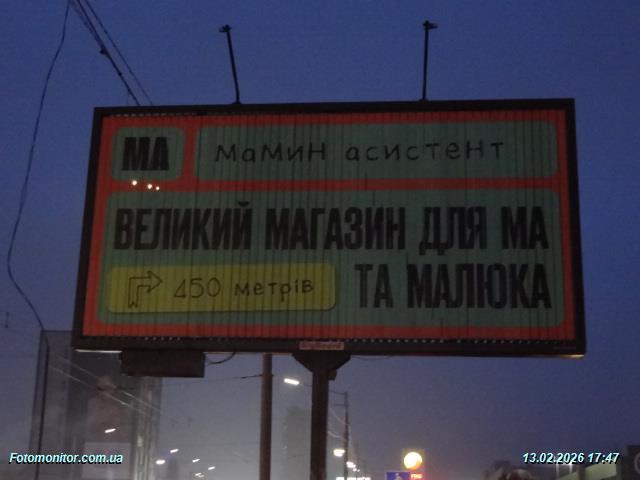 МА
мамин асистент
ВЕЛИКИЙ МАГАЗИН ДЛЯ МА
ТА МАЛЮКА
450 метрів
Fotomonitor.com.ua
13.02.2026 17:47